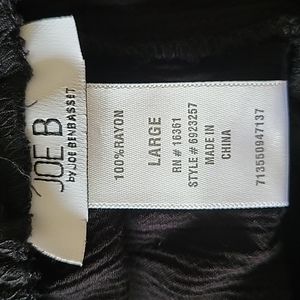 JOE B
by JOE BENBASSET
100% RAYON
LARGE
RN # 16361
STYLE # 6923257
MADE IN
CHINA
713550947137